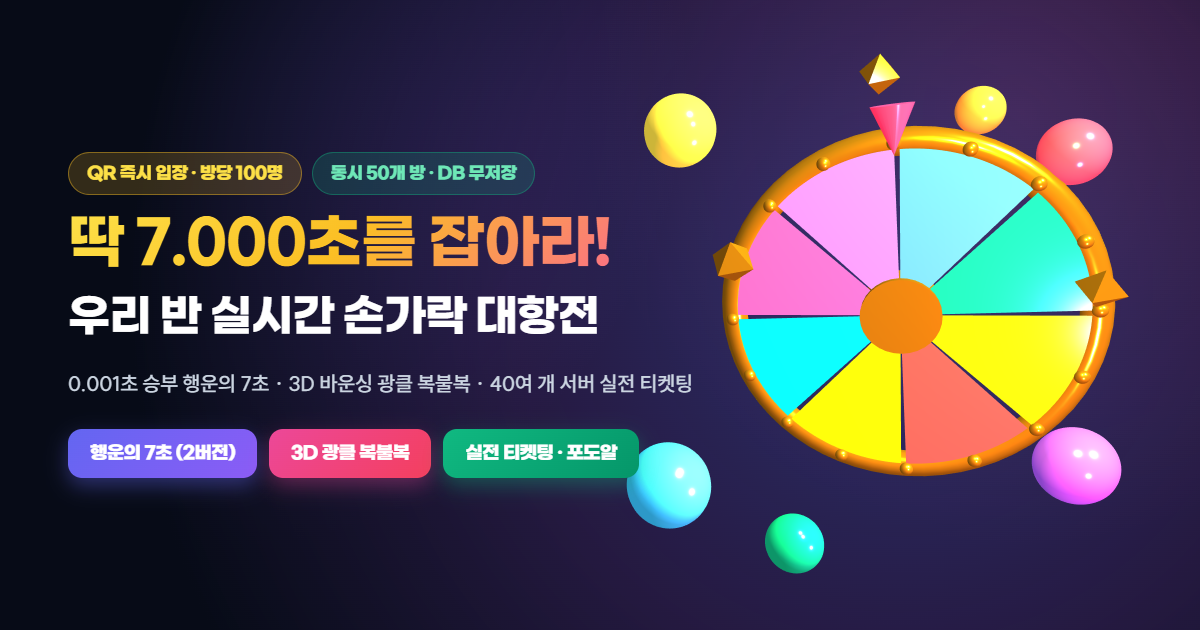 QR 즉시 입장 · 방당 100명
동시 50개 방 · DB 무저장
딱 7.000초를 잡아라!
우리 반 실시간 손가락 대항전
0.001초 승부 행운의 7초 · 3D 바운싱 광클 복불복 · 40여 개 서버 실전 티켓팅
행운의 7초 (2버전)
3D 광클 복불복
실전 티켓팅 · 포도알